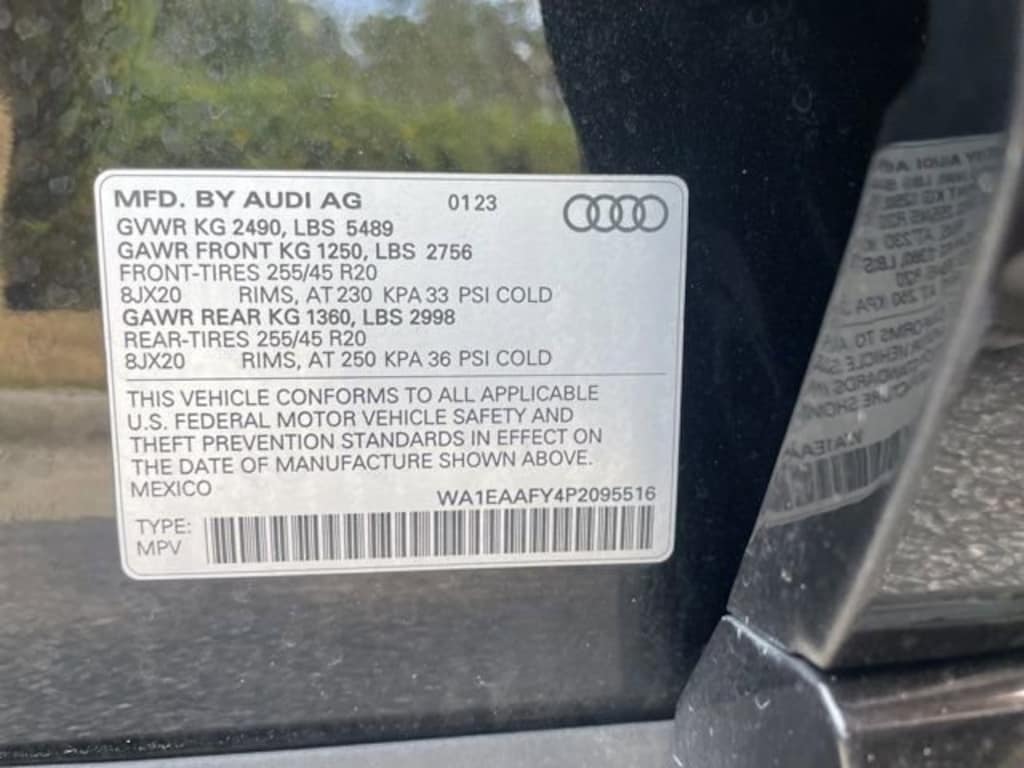 MFD. BY AUDI AG 0123
GVWR KG 2490, LBS 5489
GAWR FRONT KG 1250, LBS 2756
FRONT-TIRES 255/45 R20
8JX20 RIMS, AT 230 KPA 33 PSI COLD
GAWR REAR KG 1360, LBS 2998
REAR-TIRES 255/45 R20
8JX20 RIMS, AT 250 KPA 36 PSI COLD
THIS VEHICLE CONFORMS TO ALL APPLICABLE
U.S. FEDERAL MOTOR VEHICLE SAFETY AND
THEFT PREVENTION STANDARDS IN EFFECT ON
THE DATE OF MANUFACTURE SHOWN ABOVE.
MEXICO
WA1EAAFY4P2095516
TYPE:
MPV